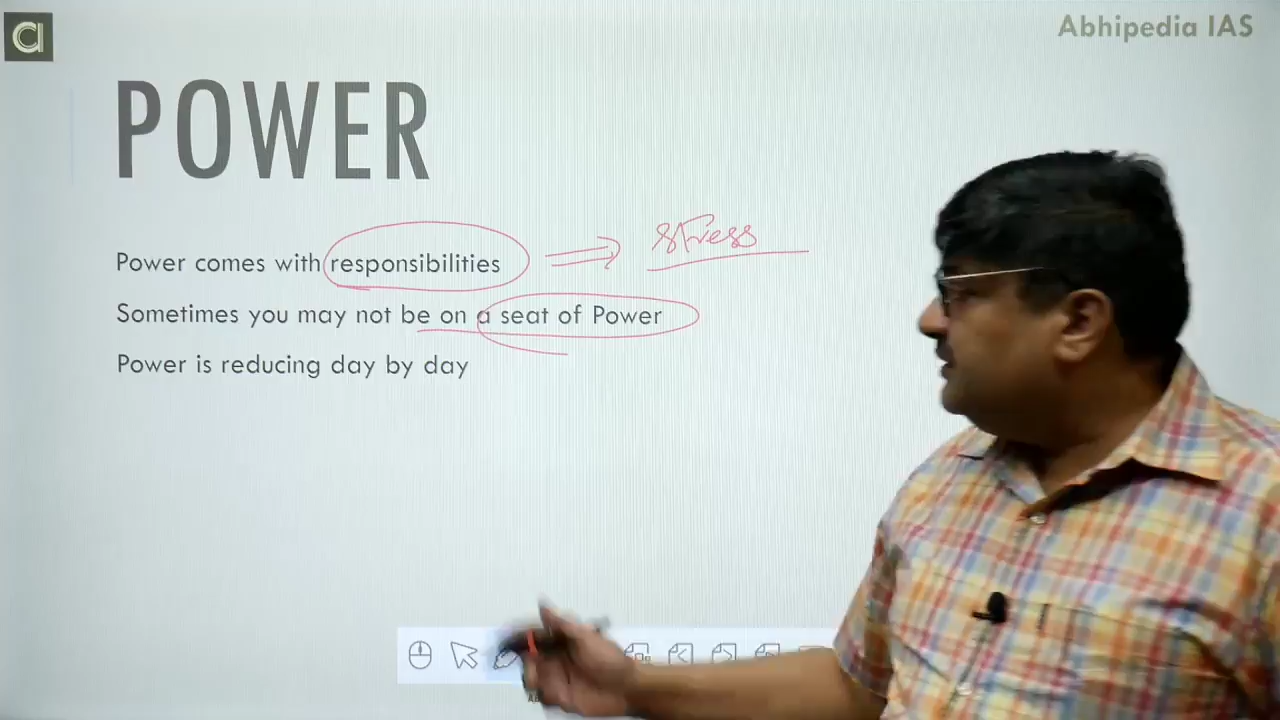 Abhipedia IAS
POWER
Power comes with responsibilities
stress
Sometimes you may not be on a seat of Power
Power is reducing day by day